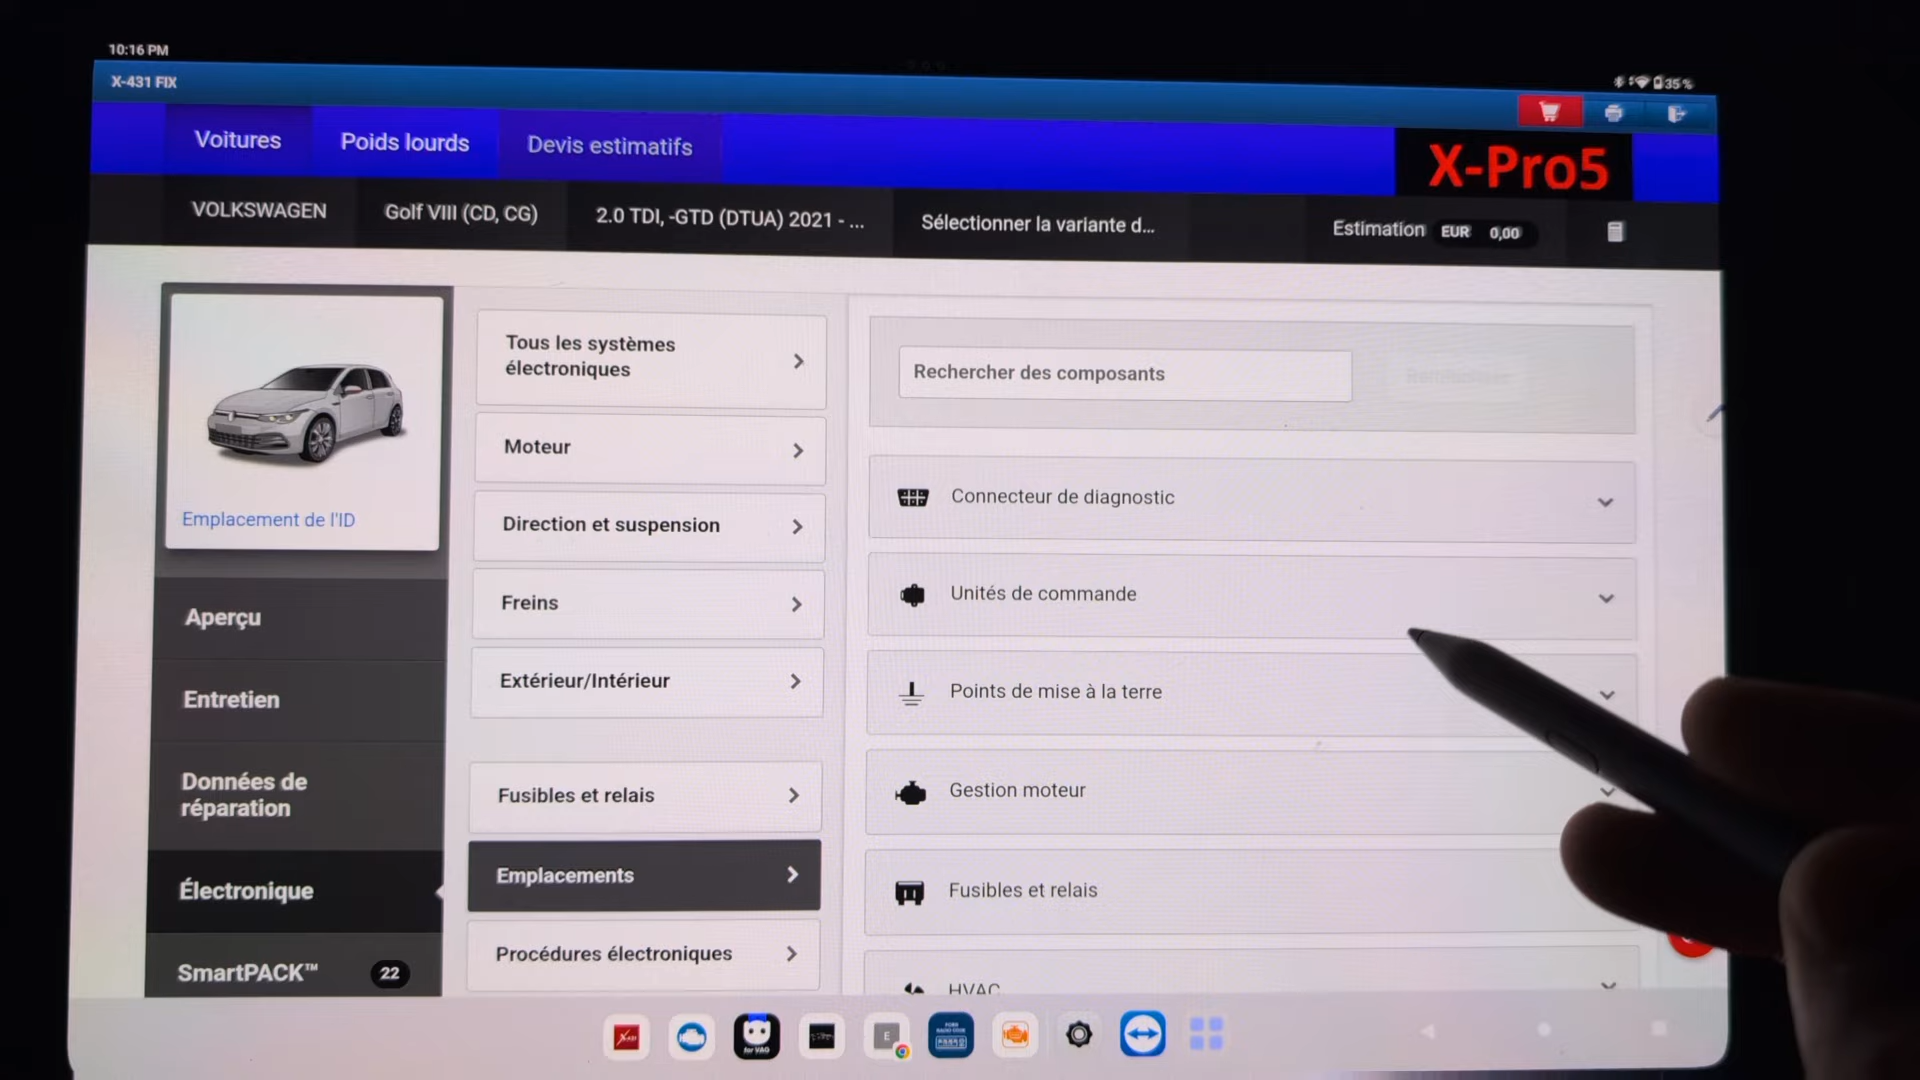 10:16 PM
35%
X-431 FIX
Voitures
Poids lourds
Devis estimatifs
X-Pro5
VOLKSWAGEN
Golf VIII (CD, CG)
2.0 TDI, -GTD (DTUA) 2021 - ...
Sélectionner la variante d...
Estimation
EUR 0,00
Emplacement de l'ID
Aperçu
Entretien
Données de
réparation
Électronique
SmartPACK™
22
Tous les systèmes
électroniques
Moteur
Direction et suspension
Freins
Extérieur/Intérieur
Fusibles et relais
Emplacements
Procédures électroniques
Rechercher des composants
Connecteur de diagnostic
Unités de commande
Points de mise à la terre
Gestion moteur
Fusibles et relais
HVAC
for VAG
E